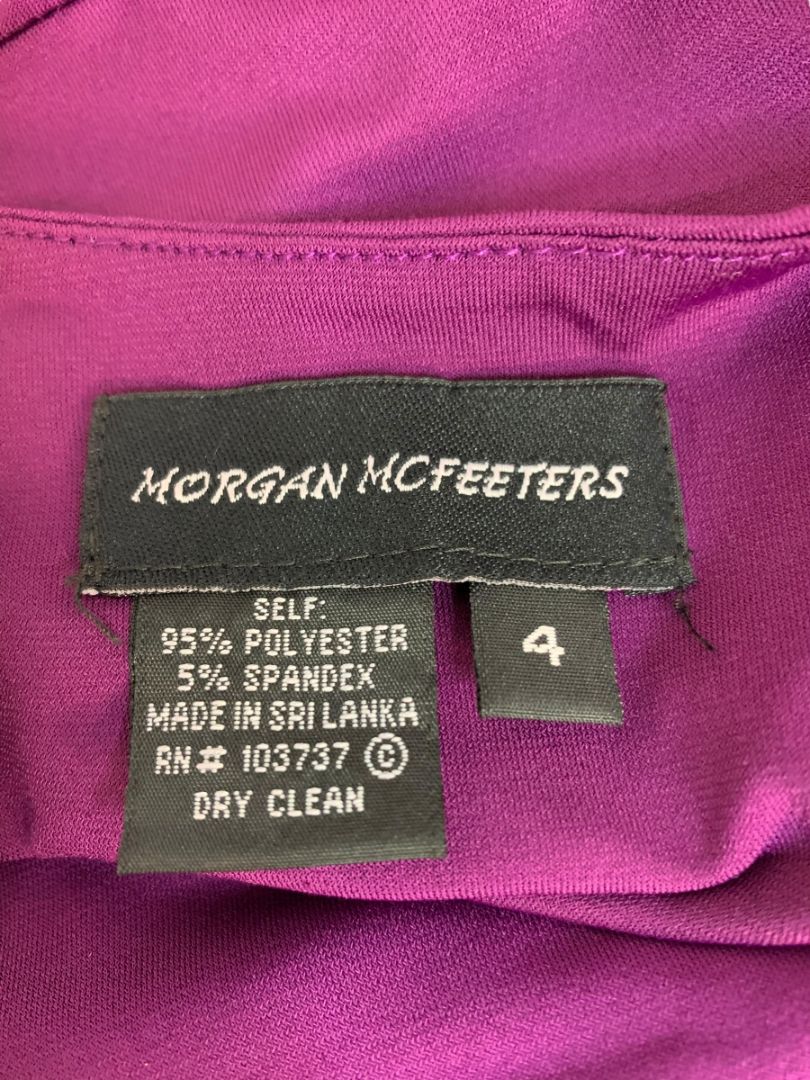 MORGAN MCFEETERS
SELF:
95% POLYESTER
5% SPANDEX
MADE IN SRI LANKA
RN# 103737 ©
DRY CLEAN
4